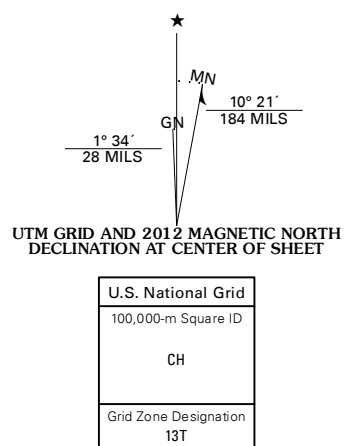 MN
GN
10° 21´
184 MILS
1° 34´
28 MILS
UTM GRID AND 2012 MAGNETIC NORTH
DECLINATION AT CENTER OF SHEET
U.S. National Grid
100,000-m Square ID
CH
Grid Zone Designation
13T